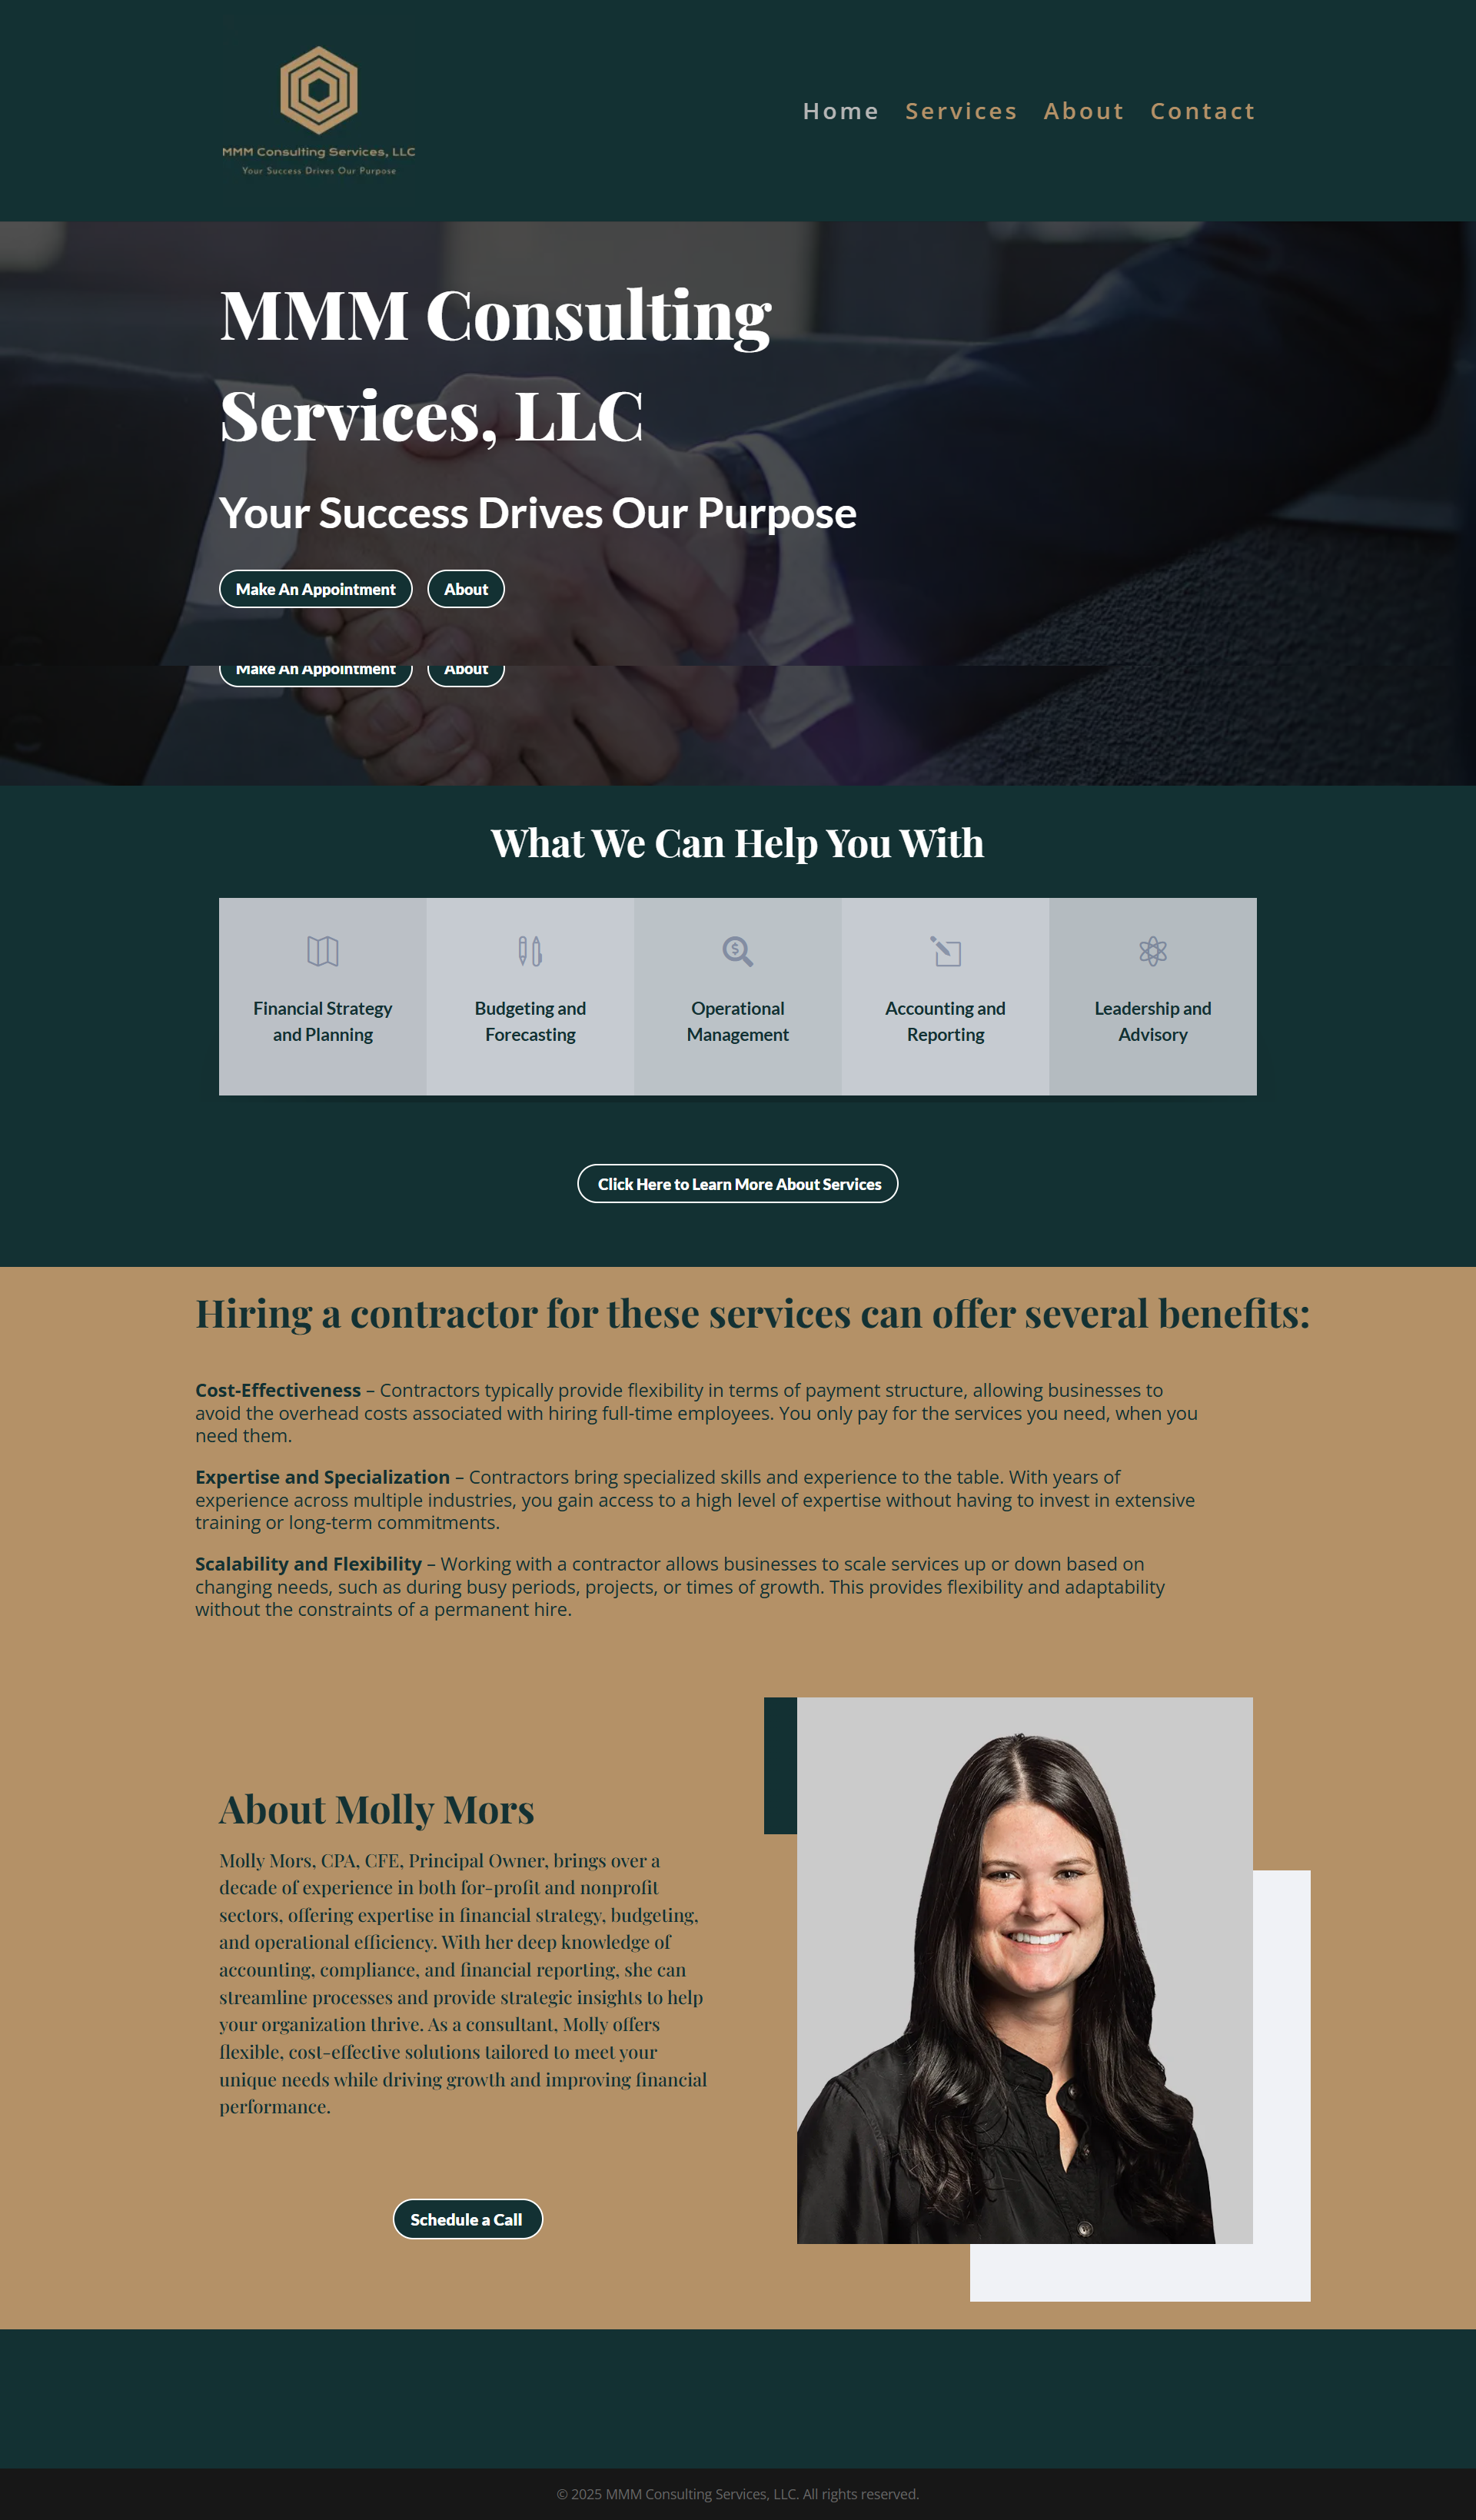 MMM Consulting Services, LLC
Your Success Drives Our Purpose
Home Services About Contact
MMM Consulting
Services, LLC
Your Success Drives Our Purpose
Make An Appointment About
Make An Appointment About
What We Can Help You With
Financial Strategy
and Planning
Budgeting and
Forecasting
Operational
Management
Accounting and
Reporting
Leadership and
Advisory
Click Here to Learn More About Services
Hiring a contractor for these services can offer several benefits:
Cost-Effectiveness – Contractors typically provide flexibility in terms of payment structure, allowing businesses to
avoid the overhead costs associated with hiring full-time employees. You only pay for the services you need, when you
need them.
Expertise and Specialization – Contractors bring specialized skills and experience to the table. With years of
experience across multiple industries, you gain access to a high level of expertise without having to invest in extensive
training or long-term commitments.
Scalability and Flexibility – Working with a contractor allows businesses to scale services up or down based on
changing needs, such as during busy periods, projects, or times of growth. This provides flexibility and adaptability
without the constraints of a permanent hire.
About Molly Mors
Molly Mors, CPA, CFE, Principal Owner, brings over a
decade of experience in both for-profit and nonprofit
sectors, offering expertise in financial strategy, budgeting,
and operational efficiency. With her deep knowledge of
accounting, compliance, and financial reporting, she can
streamline processes and provide strategic insights to help
your organization thrive. As a consultant, Molly offers
flexible, cost-effective solutions tailored to meet your
unique needs while driving growth and improving financial
performance.
Schedule a Call
© 2025 MMM Consulting Services, LLC. All rights reserved.